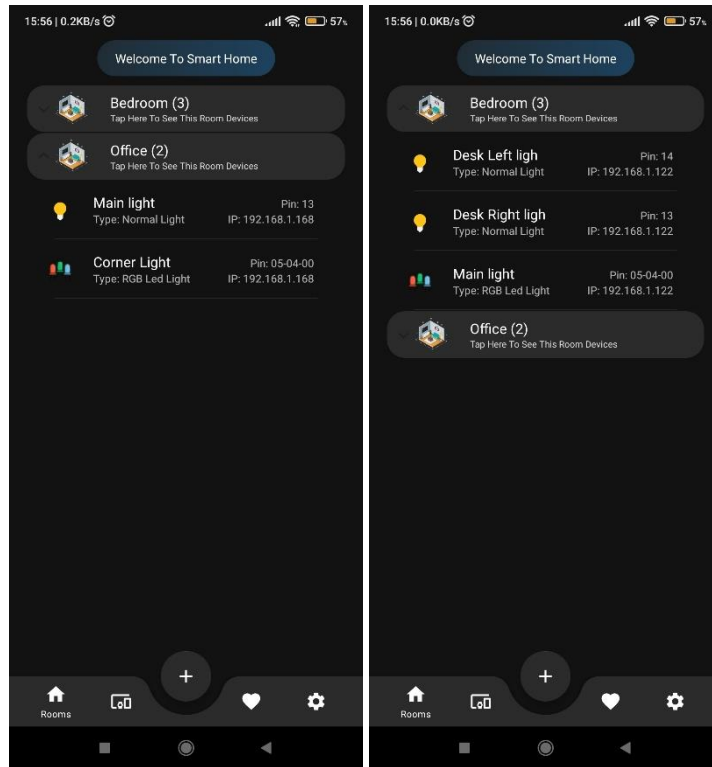 15:56 | 0.2KB/s 57%
Welcome To Smart Home
Bedroom (3)
Tap Here To See This Room Devices
Office (2)
Tap Here To See This Room Devices
Main light Pin: 13
Type: Normal Light IP: 192.168.1.168
Corner Light Pin: 05-04-00
Type: RGB Led Light IP: 192.168.1.168
Rooms
15:56 | 0.0KB/s 57%
Welcome To Smart Home
Bedroom (3)
Tap Here To See This Room Devices
Desk Left ligh Pin: 14
Type: Normal Light IP: 192.168.1.122
Desk Right ligh Pin: 13
Type: Normal Light IP: 192.168.1.122
Main light Pin: 05-04-00
Type: RGB Led Light IP: 192.168.1.122
Office (2)
Tap Here To See This Room Devices
Rooms